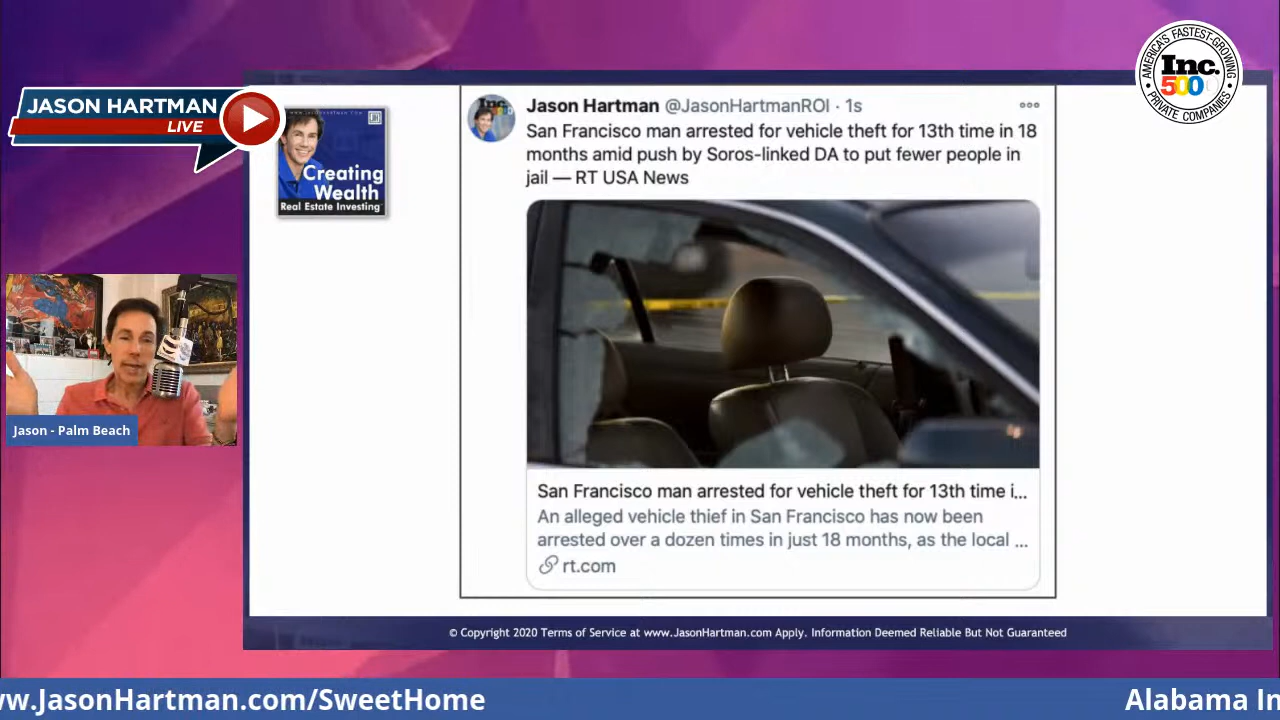 AMERICA'S FASTEST-GROWING
Inc.
500
PRIVATE COMPANIES
JASON HARTMAN
LIVE
Creating
Wealth
Real Estate Investing
Jason Hartman @JasonHartmanROI · 1s
San Francisco man arrested for vehicle theft for 13th time in 18
months amid push by Soros-linked DA to put fewer people in
jail — RT USA News
San Francisco man arrested for vehicle theft for 13th time i...
An alleged vehicle thief in San Francisco has now been
arrested over a dozen times in just 18 months, as the local ...
rt.com
Jason - Palm Beach
© Copyright 2020 Terms of Service at www.JasonHartman.com Apply. Information Deemed Reliable But Not Guaranteed
w.JasonHartman.com/SweetHome
Alabama In